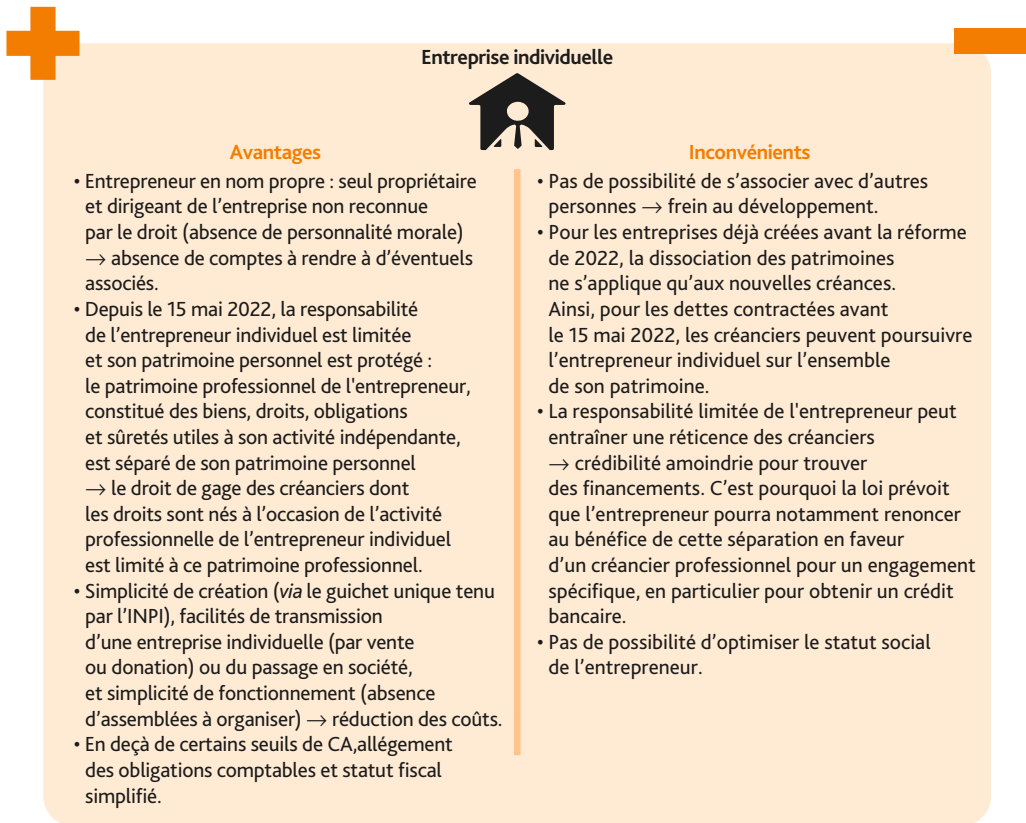 Entreprise individuelle
Avantages
• Entrepreneur en nom propre : seul propriétaire
et dirigeant de l’entreprise non reconnue
par le droit (absence de personnalité morale)
→ absence de comptes à rendre à d’éventuels
associés.
• Depuis le 15 mai 2022, la responsabilité
de l’entrepreneur individuel est limitée
et son patrimoine personnel est protégé :
le patrimoine professionnel de l'entrepreneur,
constitué des biens, droits, obligations
et sûretés utiles à son activité indépendante,
est séparé de son patrimoine personnel
→ le droit de gage des créanciers dont
les droits sont nés à l’occasion de l’activité
professionnelle de l’entrepreneur individuel
est limité à ce patrimoine professionnel.
• Simplicité de création (via le guichet unique tenu
par l’INPI), facilités de transmission
d’une entreprise individuelle (par vente
ou donation) ou du passage en société,
et simplicité de fonctionnement (absence
d’assemblées à organiser) → réduction des coûts.
• En deçà de certains seuils de CA,allégement
des obligations comptables et statut fiscal
simplifié.
Inconvénients
• Pas de possibilité de s’associer avec d’autres
personnes → frein au développement.
• Pour les entreprises déjà créées avant la réforme
de 2022, la dissociation des patrimoines
ne s’applique qu’aux nouvelles créances.
Ainsi, pour les dettes contractées avant
le 15 mai 2022, les créanciers peuvent poursuivre
l’entrepreneur individuel sur l’ensemble
de son patrimoine.
• La responsabilité limitée de l'entrepreneur peut
entraîner une réticence des créanciers
→ crédibilité amoindrie pour trouver
des financements. C’est pourquoi la loi prévoit
que l’entrepreneur pourra notamment renoncer
au bénéfice de cette séparation en faveur
d’un créancier professionnel pour un engagement
spécifique, en particulier pour obtenir un crédit
bancaire.
• Pas de possibilité d’optimiser le statut social
de l’entrepreneur.